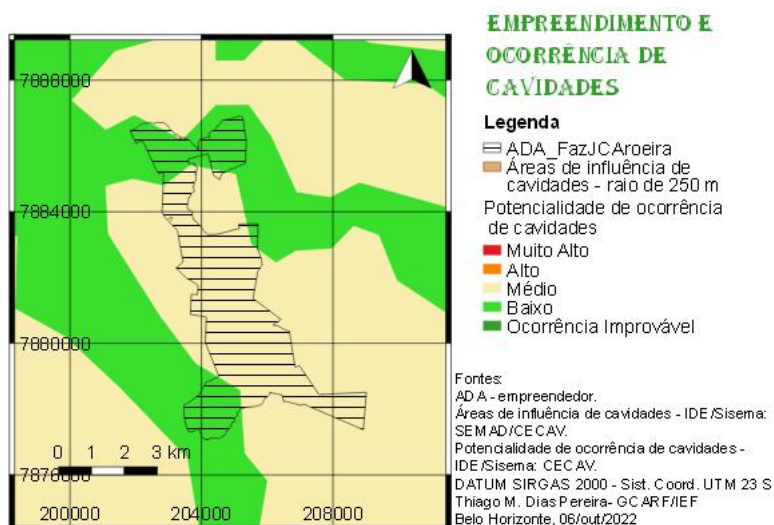 EMPREENDIMENTO E
OCORRÊNCIA DE
CAVIDADES
Legenda
ADA_FazJCAroeira
Áreas de influência de
cavidades - raio de 250 m
Potencialidade de ocorrência
de cavidades
Muito Alto
Alto
Médio
Baixo
Ocorrência Improvável
Fontes:
ADA - empreendedor.
Áreas de influência de cavidades - IDE/Sisema:
SEMAD/CECAV.
Potencialidade de ocorrência de cavidades -
IDE/Sisema: CECAV.
DATUM SIRGAS 2000 - Sist. Coord. UTM 23 S
Thiago M. Dias Pereira- GCARF/IEF
Belo Horizonte, 06/out/2022
7888000
7884000
7880000
7876000
0 1 2 3 km
200000 204000 208000